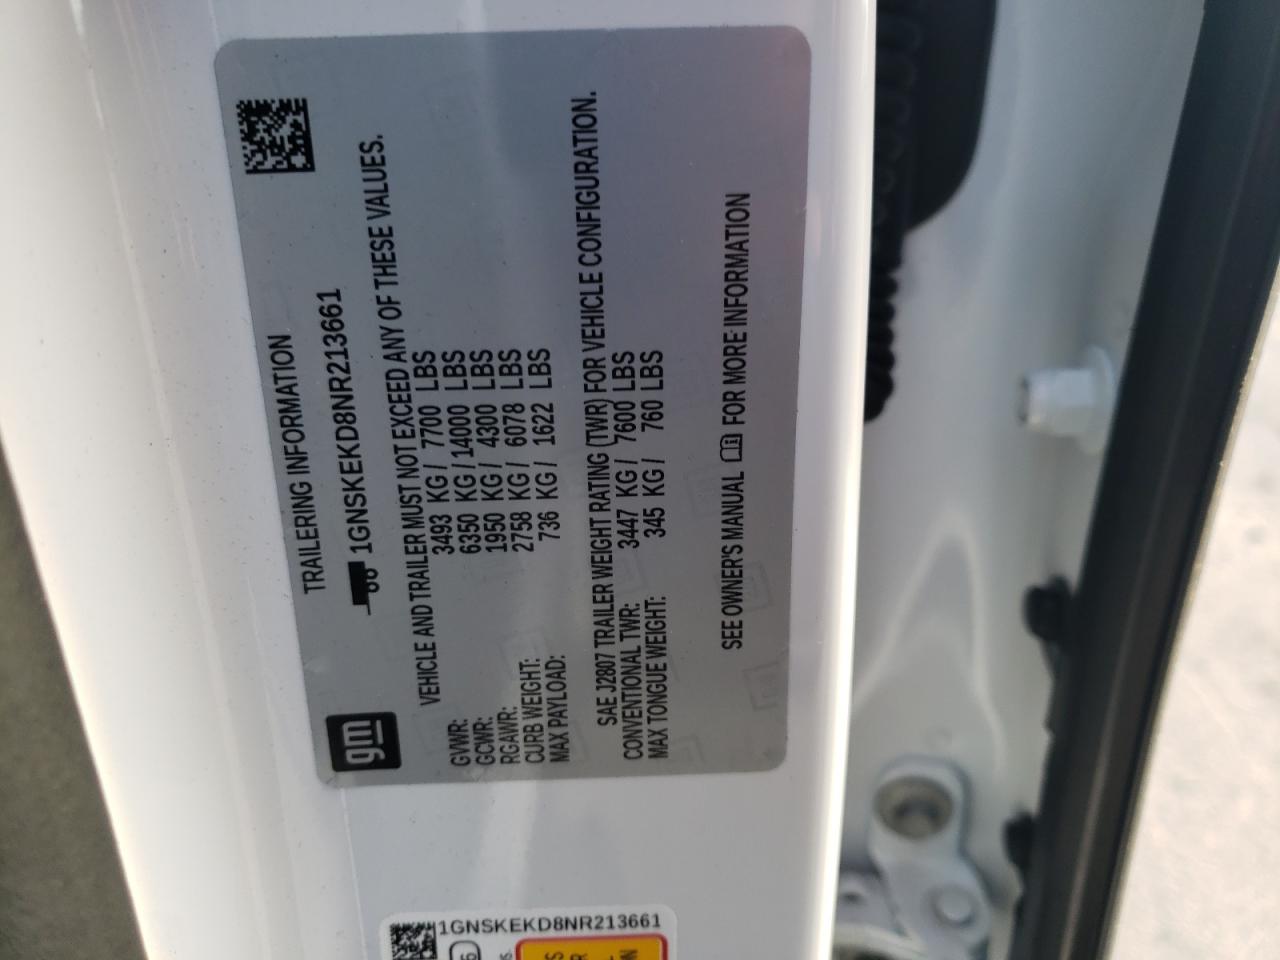 gm
TRAILERING INFORMATION
1GNSKEKD8NR213661
VEHICLE AND TRAILER MUST NOT EXCEED ANY OF THESE VALUES.
GVWR: 3493 KG / 7700 LBS
GCWR: 6350 KG / 14000 LBS
RGAWR: 1950 KG / 4300 LBS
CURB WEIGHT: 2758 KG / 6078 LBS
MAX PAYLOAD: 736 KG / 1622 LBS
SAE J2807 TRAILER WEIGHT RATING (TWR) FOR VEHICLE CONFIGURATION.
CONVENTIONAL TWR: 3447 KG / 7600 LBS
MAX TONGUE WEIGHT: 345 KG / 760 LBS
SEE OWNER'S MANUAL FOR MORE INFORMATION
1GNSKEKD8NR213661